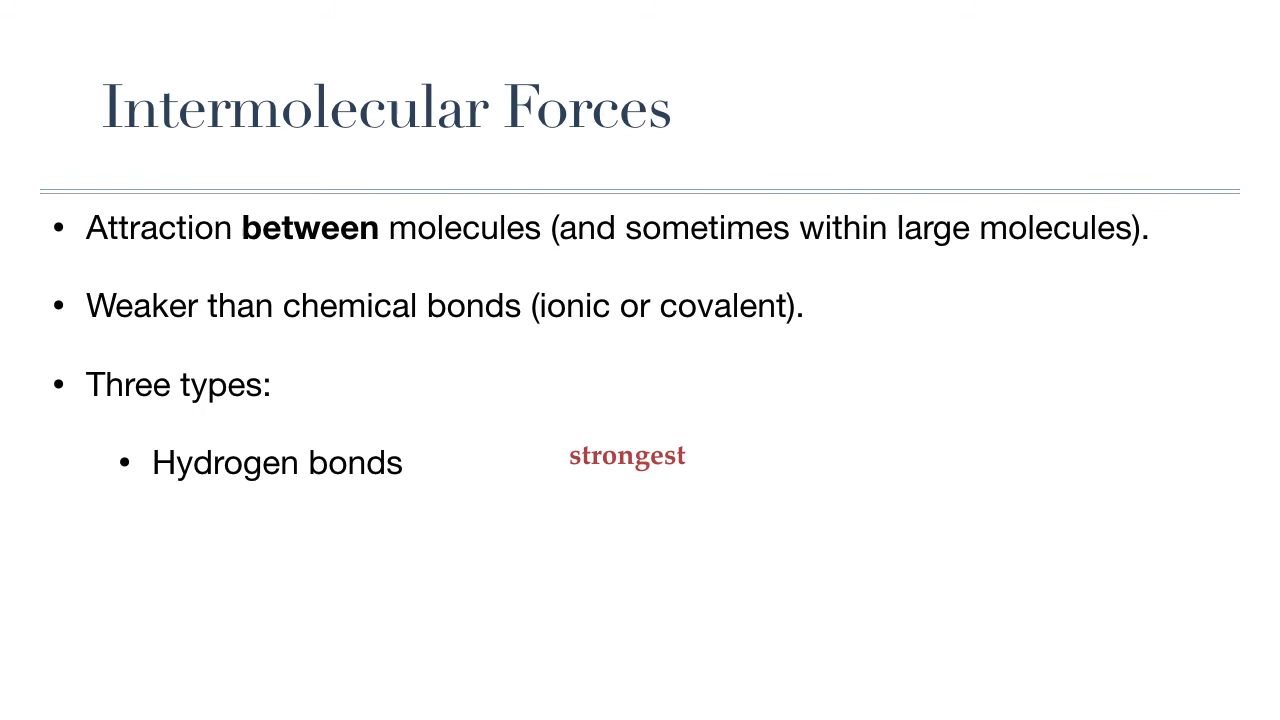 Intermolecular Forces
• Attraction between molecules (and sometimes within large molecules).
• Weaker than chemical bonds (ionic or covalent).
• Three types:
• Hydrogen bonds strongest